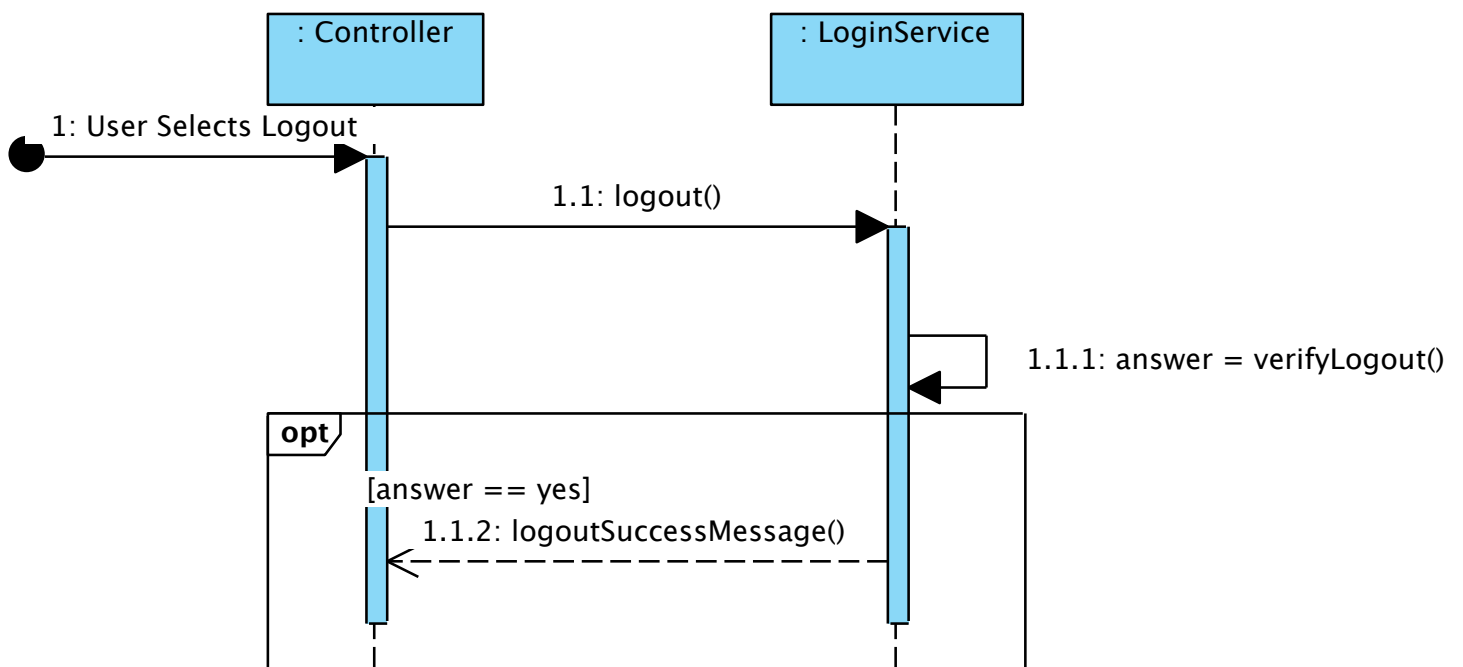 : Controller
: LoginService
1: User Selects Logout
1.1: logout()
1.1.1: answer = verifyLogout()
opt
[answer == yes]
1.1.2: logoutSuccessMessage()